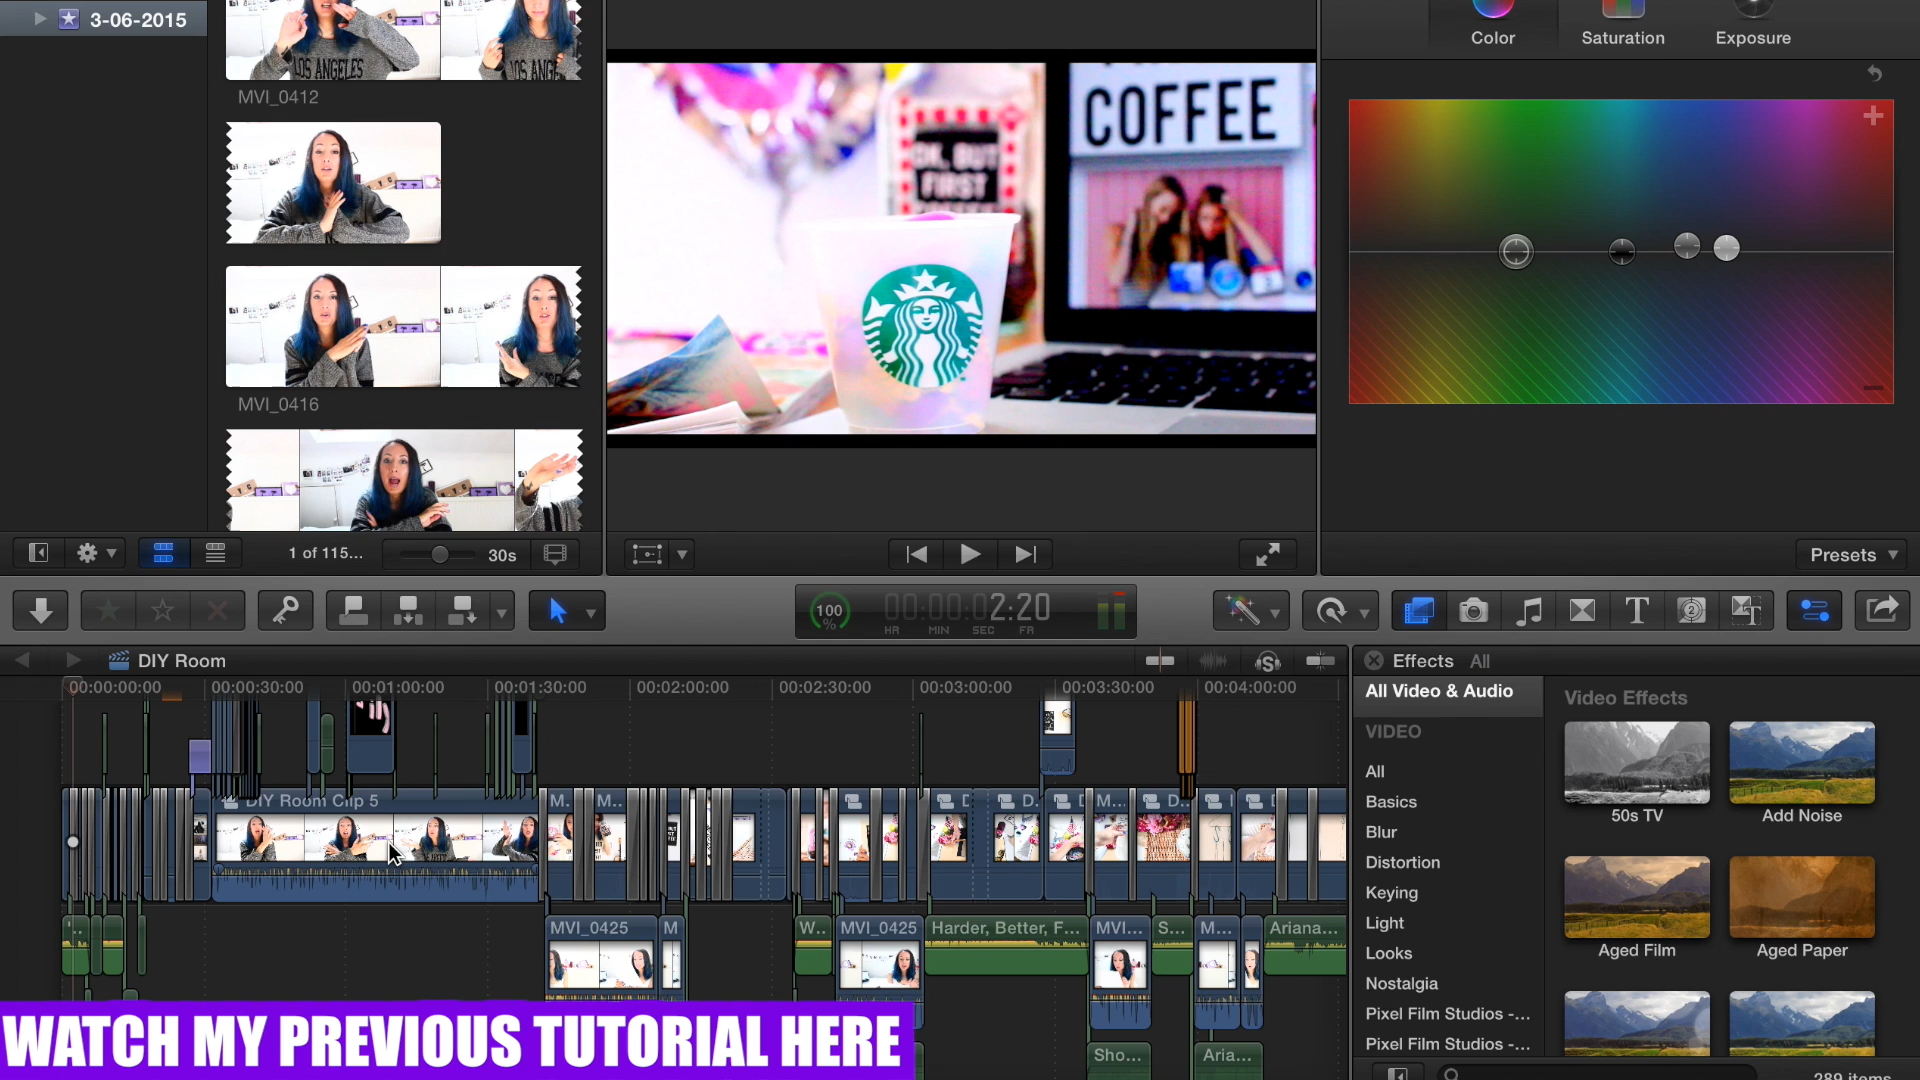 3-06-2015
LOS ANGELES
MVI_0412
MVI_0416
COFFEE
OK, BUT
FIRST
Color
Saturation
Exposure
1 of 115...
30s
Presets
100
%
00:00:02:20
HR
MIN
SEC
FR
DIY Room
Effects
All
00:00:00:00
00:00:30:00
00:01:00:00
00:01:30:00
00:02:00:00
00:02:30:00
00:03:00:00
00:03:30:00
00:04:00:00
All Video & Audio
VIDEO
All
Basics
Blur
Distortion
Keying
Light
Looks
Nostalgia
Pixel Film Studios -...
Pixel Film Studios -...
Video Effects
50s TV
Add Noise
Aged Film
Aged Paper
289 items
DIY Room Clip 5
M.
M..
D.
M...
D..
MVI_0425
M
W..
MVI_0425
Harder, Better, F...
MVI...
S...
M...
Ariana...
Sho...
Aria...
WATCH MY PREVIOUS TUTORIAL HERE